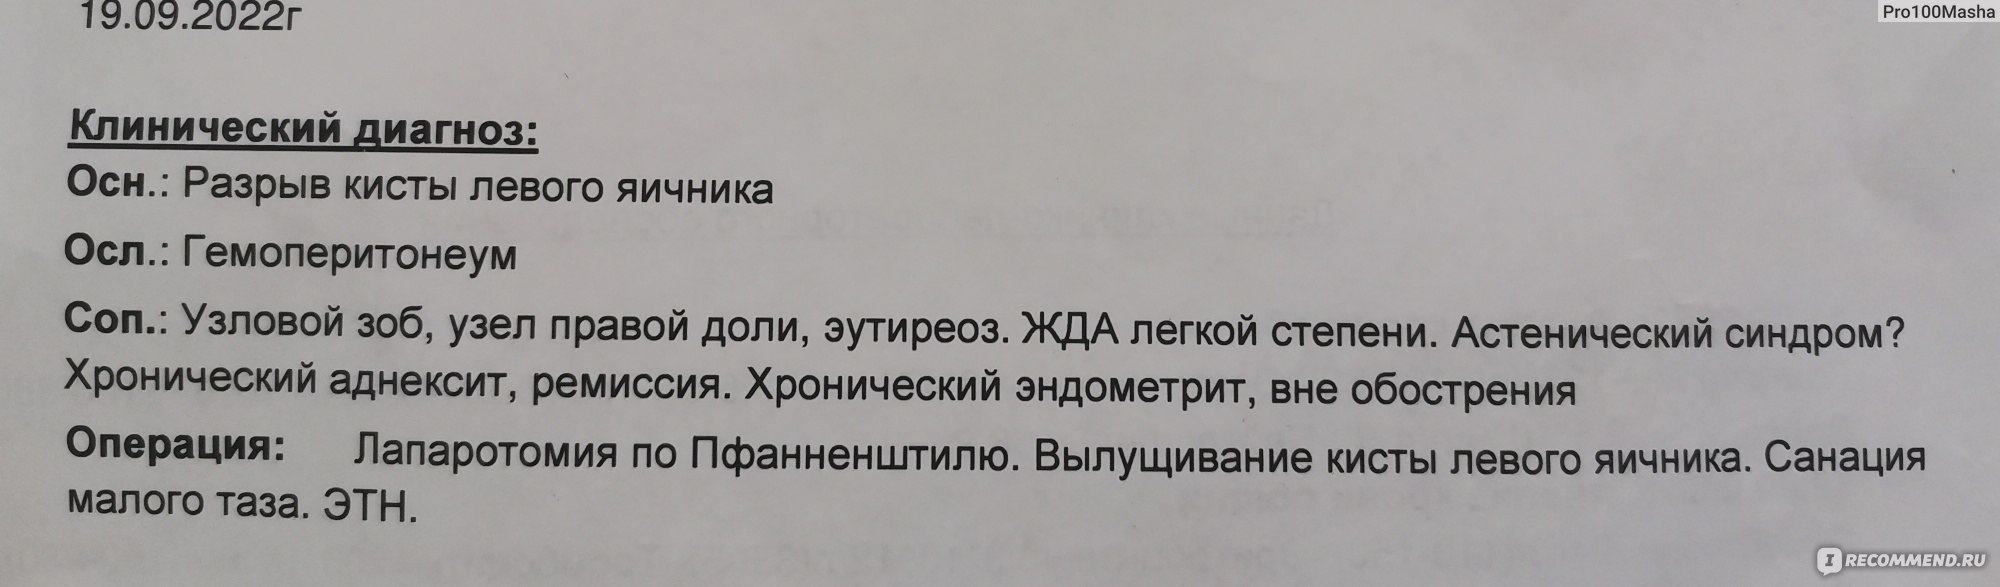 Pro100Masha
19.09.2022г
Клинический диагноз:
Осн.: Разрыв кисты левого яичника
Осл.: Гемоперитонеум
Соп.: Узловой зоб, узел правой доли, эутиреоз. ЖДА легкой степени. Астенический синдром?
Хронический аднексит, ремиссия. Хронический эндометрит, вне обострения
Операция: Лапаротомия по Пфанненштилю. Вылущивание кисты левого яичника. Санация
малого таза. ЭТН.
I RECOMMEND.RU